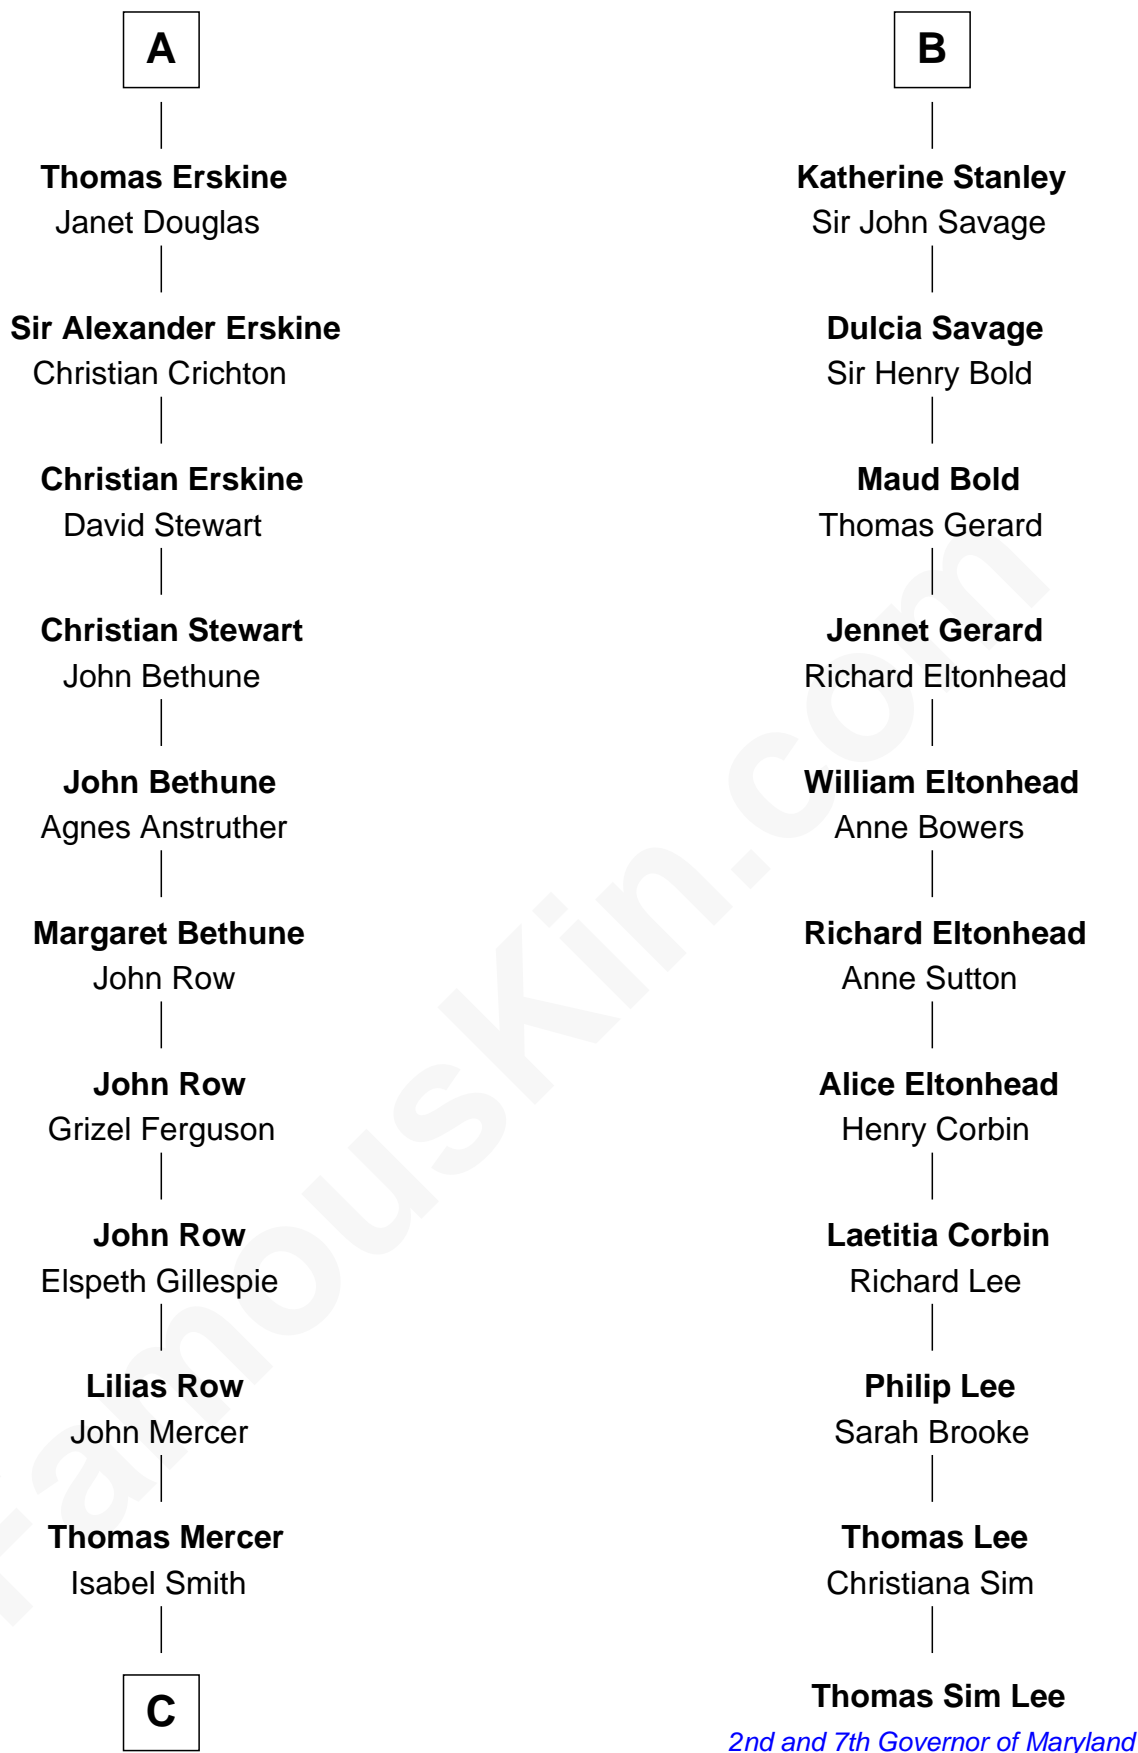 A
Thomas Erskine
Janet Douglas
Sir Alexander Erskine
Christian Crichton
Christian Erskine
David Stewart
Christian Stewart
John Bethune
John Bethune
Agnes Anstruther
Margaret Bethune
John Row
John Row
Grizel Ferguson
John Row
Elspeth Gillespie
Lilias Row
John Mercer
Thomas Mercer
Isabel Smith
C
B
Katherine Stanley
Sir John Savage
Dulcia Savage
Sir Henry Bold
Maud Bold
Thomas Gerard
Jennet Gerard
Richard Eltonhead
William Eltonhead
Anne Bowers
Richard Eltonhead
Anne Sutton
Alice Eltonhead
Henry Corbin
Laetitia Corbin
Richard Lee
Philip Lee
Sarah Brooke
Thomas Lee
Christiana Sim
Thomas Sim Lee
2nd and 7th Governor of Maryland
FamousKin.com